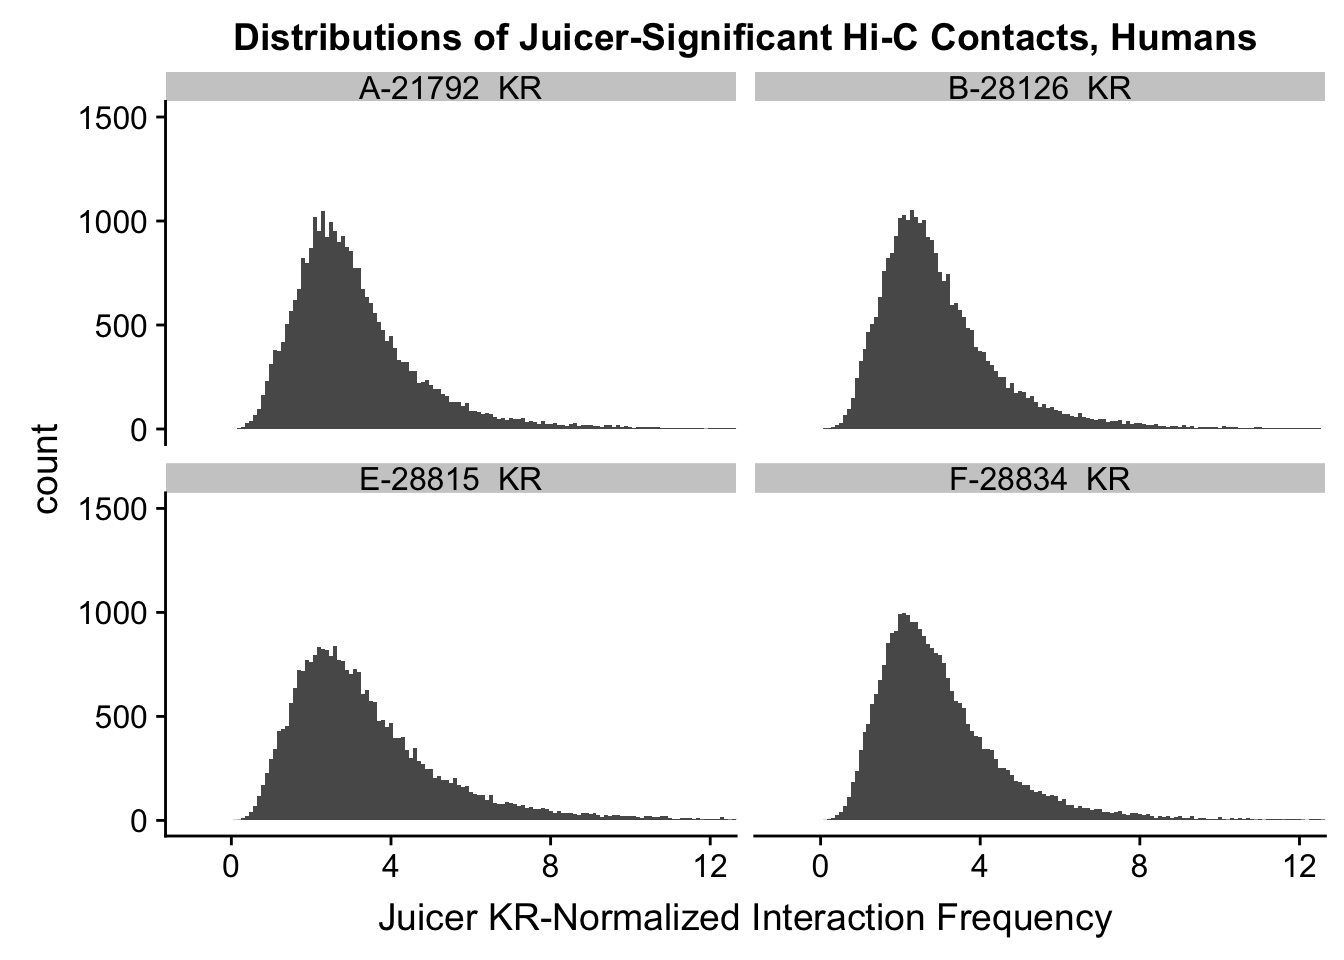 Distributions of Juicer-Significant Hi-C Contacts, Humans
A-21792  KR
B-28126  KR
1500
1000
500
0
count
E-28815  KR
F-28834  KR
1500
1000
500
0
0 4 8 12
0 4 8 12
Juicer KR-Normalized Interaction Frequency